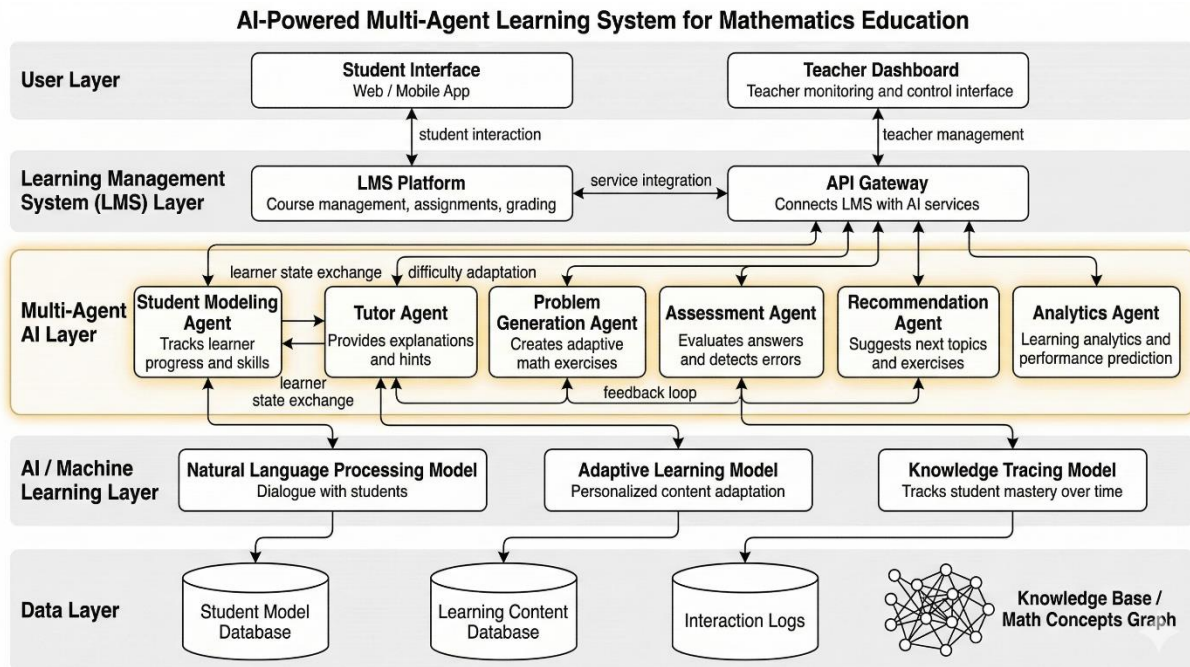 AI-Powered Multi-Agent Learning System for Mathematics Education
User Layer
Student Interface
Web / Mobile App
Teacher Dashboard
Teacher monitoring and control interface
student interaction
teacher management
Learning Management
System (LMS) Layer
LMS Platform
Course management, assignments, grading
service integration
API Gateway
Connects LMS with AI services
learner state exchange
difficulty adaptation
Multi-Agent
AI Layer
Student Modeling
Agent
Tracks learner
progress and skills
Tutor Agent
Provides explanations
and hints
Problem
Generation Agent
Creates adaptive
math exercises
Assessment Agent
Evaluates answers
and detects errors
Recommendation
Agent
Suggests next topics
and exercises
Analytics Agent
Learning analytics and
performance prediction
learner
state exchange
feedback loop
AI / Machine
Learning Layer
Natural Language Processing Model
Dialogue with students
Adaptive Learning Model
Personalized content adaptation
Knowledge Tracing Model
Tracks student mastery over time
Data Layer
Student Model
Database
Learning Content
Database
Interaction Logs
Knowledge Base /
Math Concepts Graph